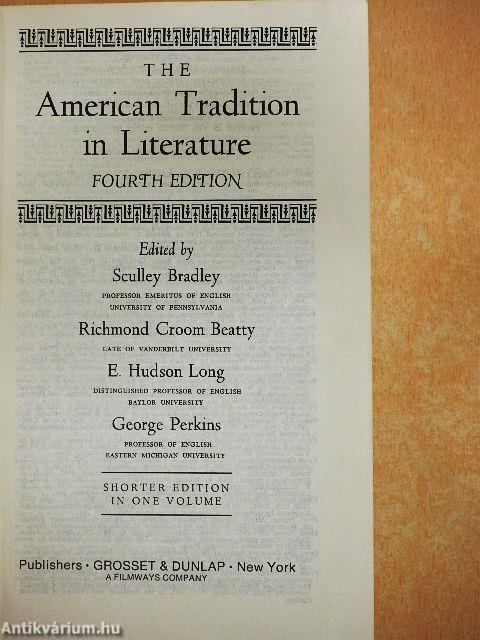 THE
American Tradition
in Literature
FOURTH EDITION
Edited by
Sculley Bradley
PROFESSOR EMERITUS OF ENGLISH
UNIVERSITY OF PENNSYLVANIA
Richmond Croom Beatty
LATE OF VANDERBILT UNIVERSITY
E. Hudson Long
DISTINGUISHED PROFESSOR OF ENGLISH
BAYLOR UNIVERSITY
George Perkins
PROFESSOR OF ENGLISH
EASTERN MICHIGAN UNIVERSITY
SHORTER EDITION
IN ONE VOLUME
Publishers · GROSSET & DUNLAP · New York
A FILMWAYS COMPANY
Antikvárium.hu